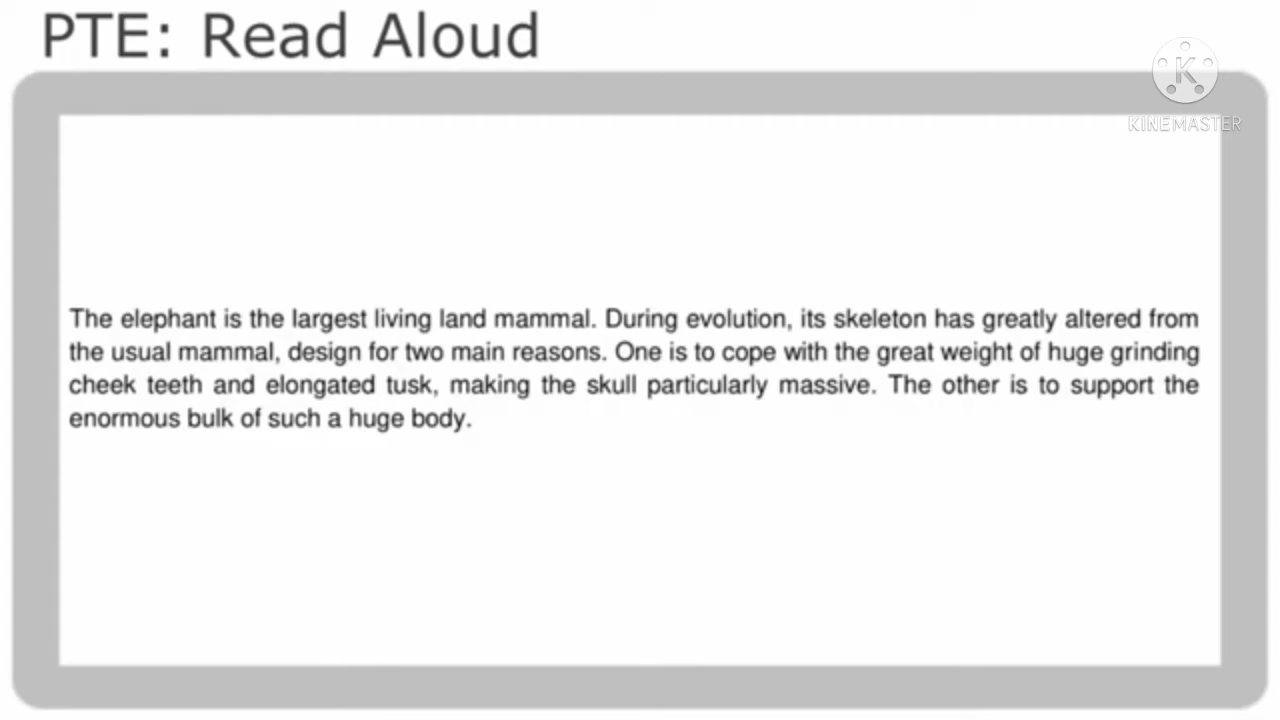 PTE: Read Aloud
KINEMASTER
The elephant is the largest living land mammal. During evolution, its skeleton has greatly altered from
the usual mammal, design for two main reasons. One is to cope with the great weight of huge grinding
cheek teeth and elongated tusk, making the skull particularly massive. The other is to support the
enormous bulk of such a huge body.